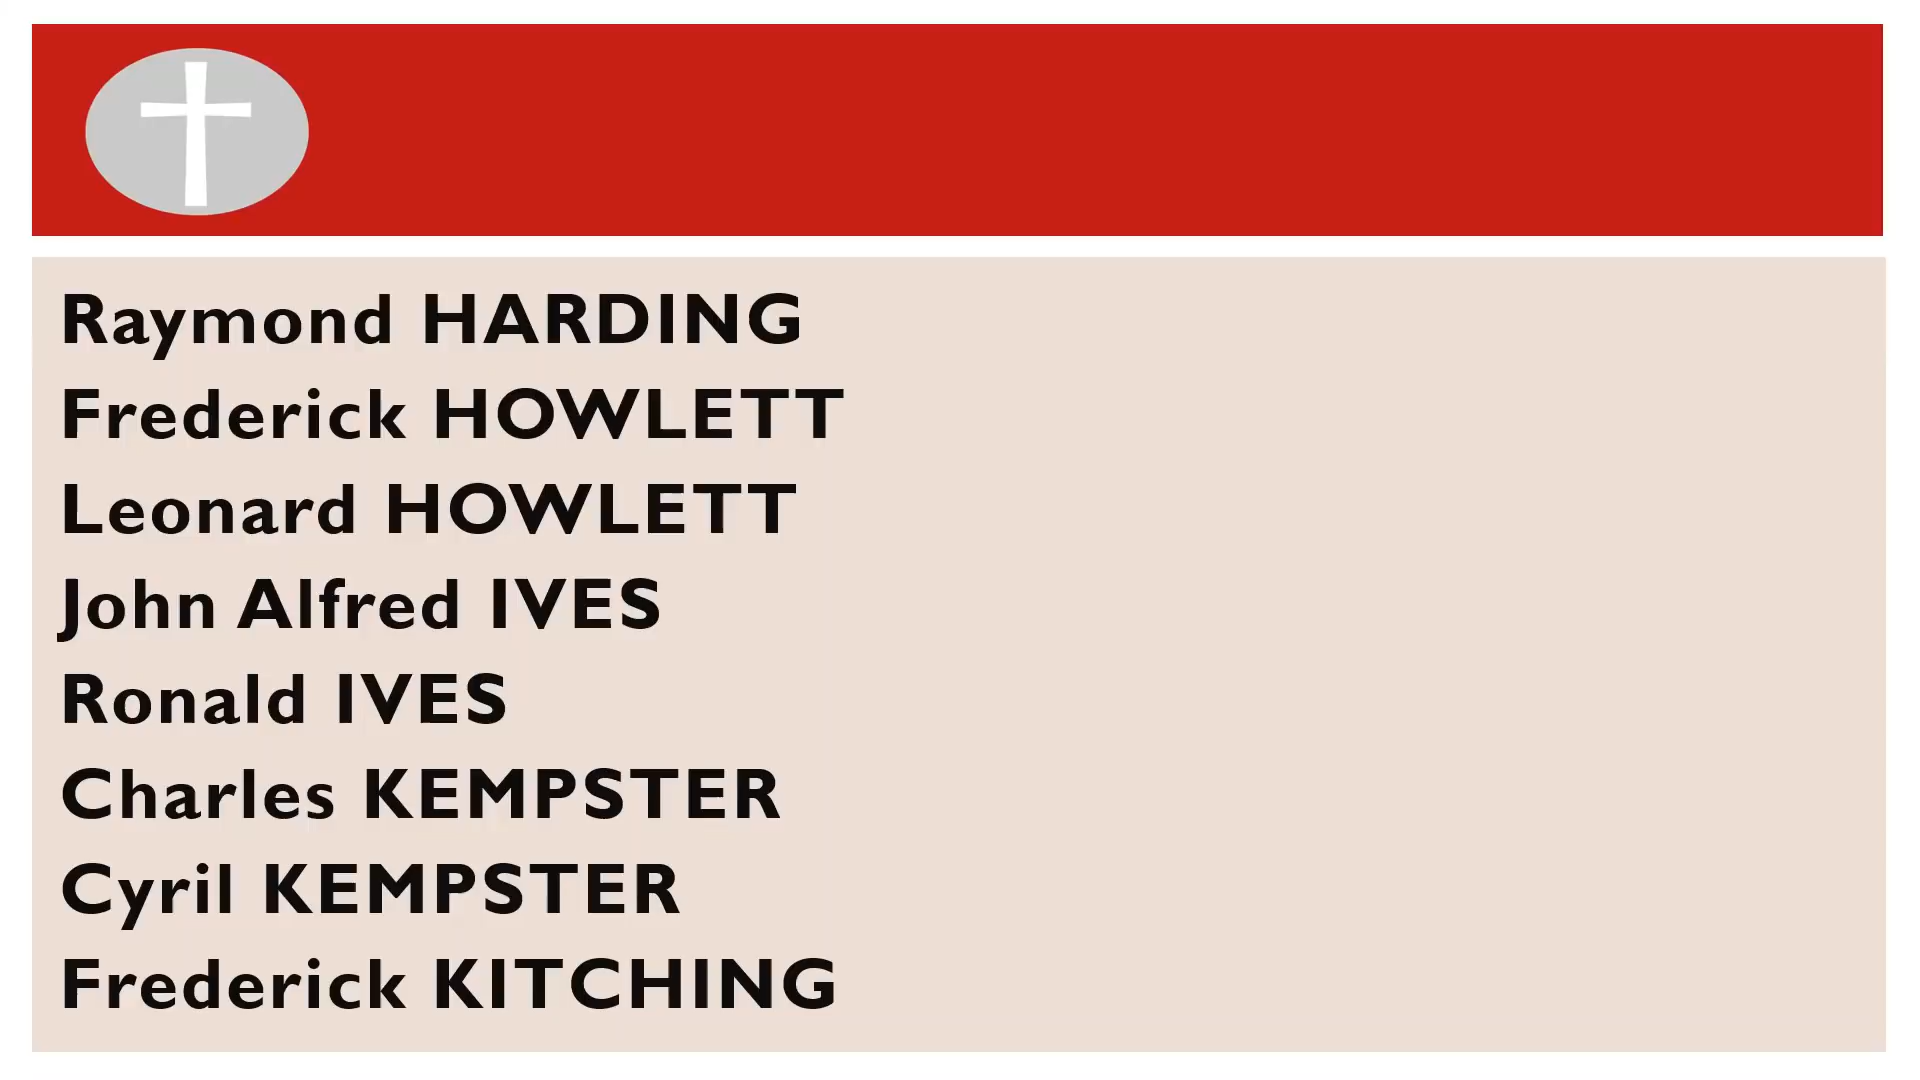 Raymond HARDING
Frederick HOWLETT
Leonard HOWLETT
John Alfred IVES
Ronald IVES
Charles KEMPSTER
Cyril KEMPSTER
Frederick KITCHING